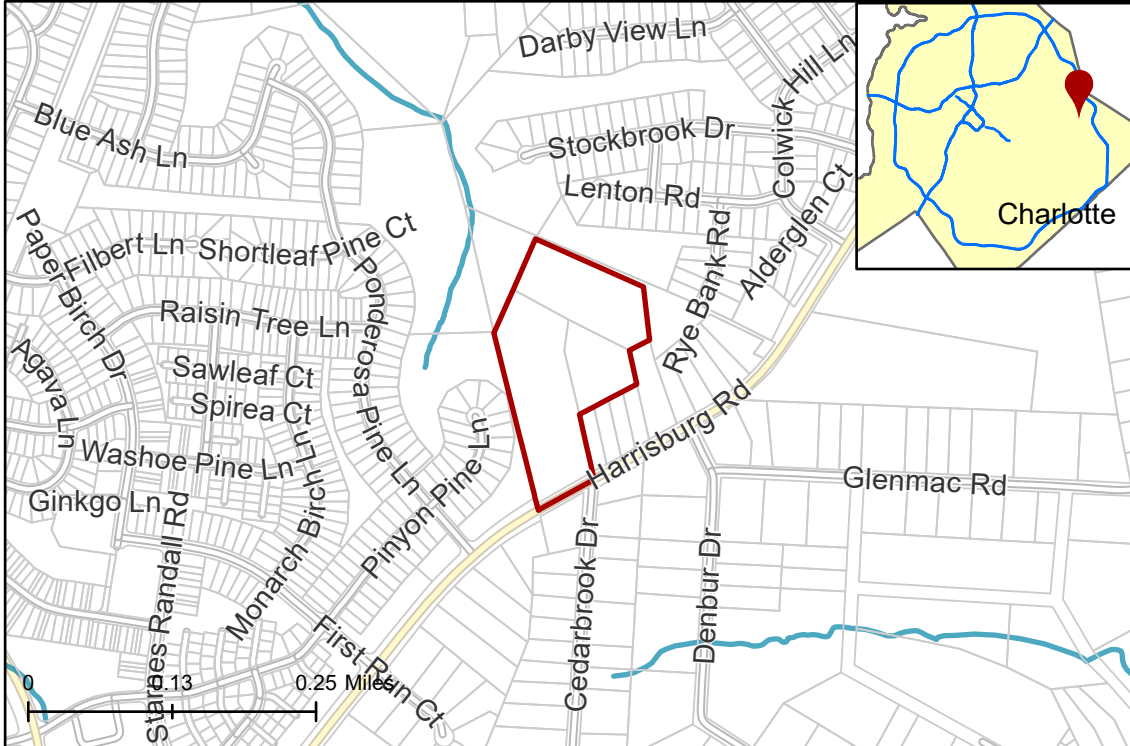 Darby View Ln
Colwick Hill Ln
Blue Ash Ln
Stockbrook Dr
Charlotte
Lenton Rd
Alderglen Ct
Rye Bank Rd
Paper Birch Dr
Filbert Ln
Shortleaf Pine Ct
Ponderosa Pine Ln
Raisin Tree Ln
Agava Ln
Sawleaf Ct
Spirea Ct
Washoe Pine Ln
Monarch Birch Ln
Pinyon Pine Ln
Harrisburg Rd
Glenmac Rd
Ginkgo Ln
Starnes Randall Rd
First Run Ct
Cedarbrook Dr
Denbur Dr
0 0.13 0.25 Miles